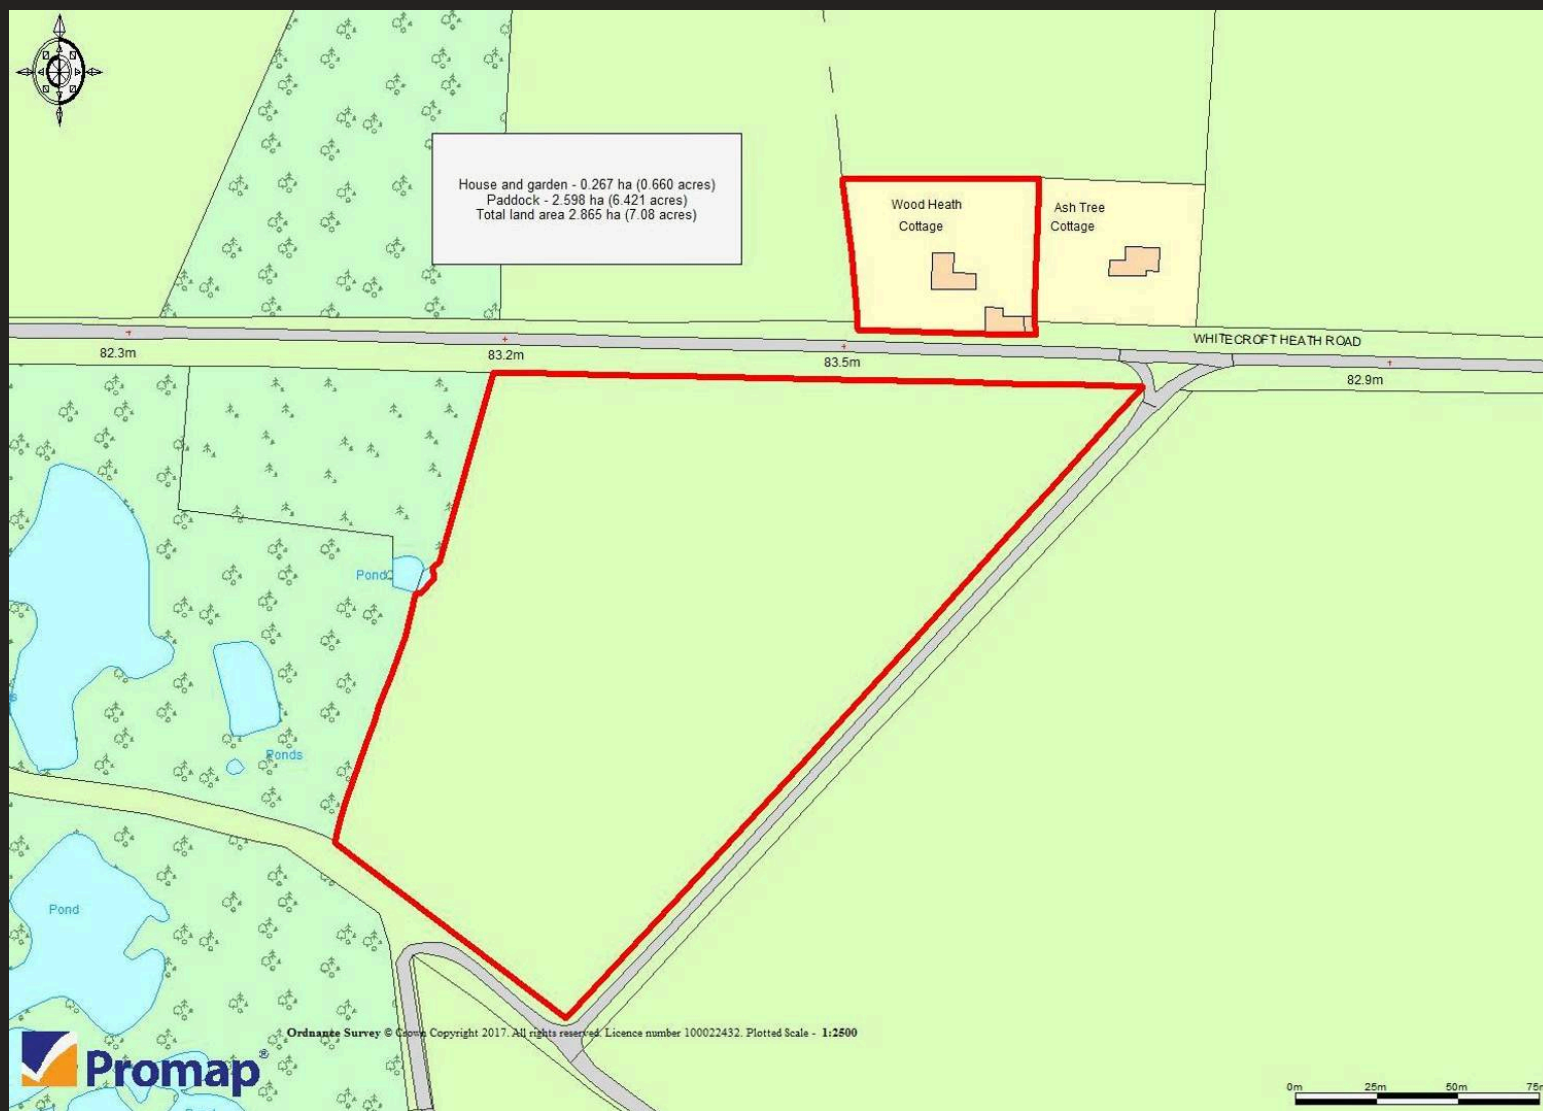 House and garden - 0.267 ha (0.660 acres)
Paddock - 2.598 ha (6.421 acres)
Total land area 2.865 ha (7.08 acres)
Wood Heath
Cottage
Ash Tree
Cottage
WHITECROFT HEATH ROAD
82.3m
83.2m
83.5m
82.9m
Pond
Ponds
Pond
Ordnance Survey © Crown Copyright 2017. All rights reserved. Licence number 100022432. Plotted Scale - 1:2500
Promap®
0m 25m 50m 75m